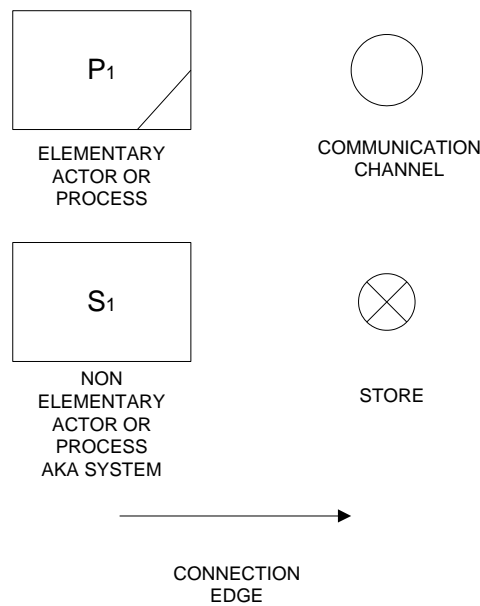 P1
ELEMENTARY
ACTOR OR
PROCESS
COMMUNICATION
CHANNEL
S1
NON
ELEMENTARY
ACTOR OR
PROCESS
AKA SYSTEM
STORE
CONNECTION
EDGE